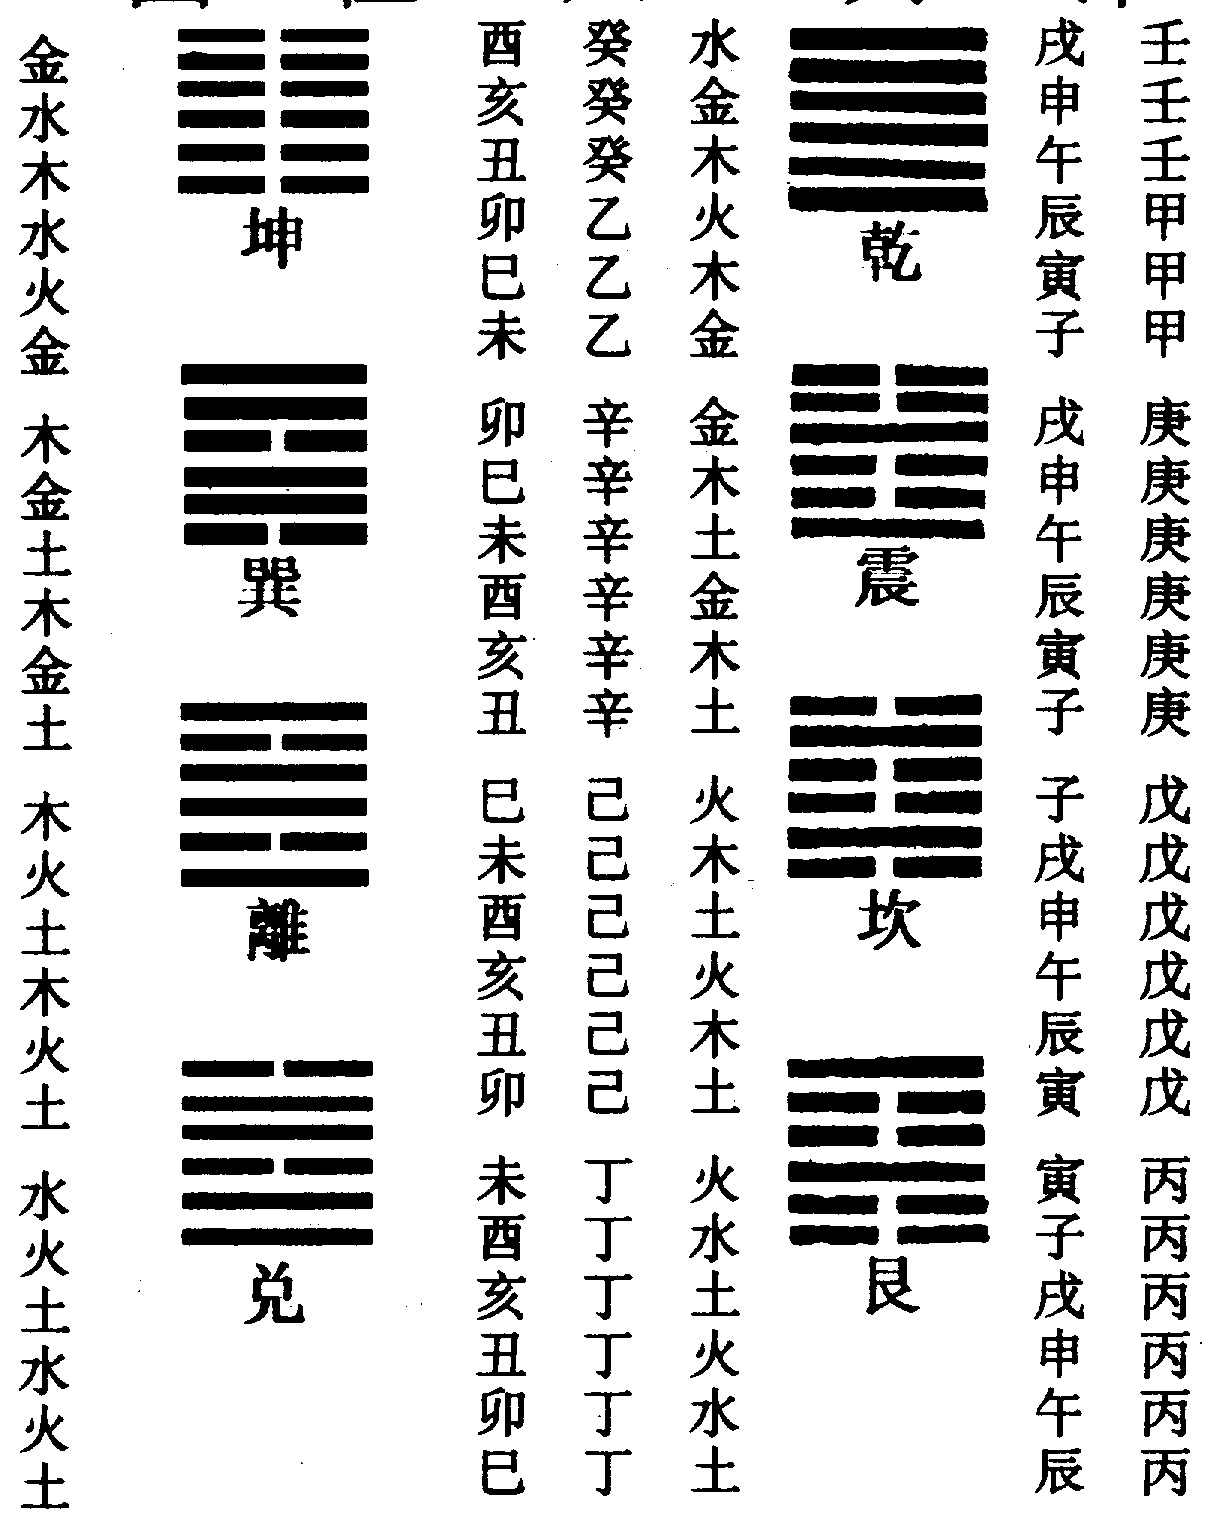 壬壬壬甲甲甲 庚庚庚庚庚庚 戊戊戊戊戊戊 丙丙丙丙丙丙
戌申午辰寅子 戌申午辰寅子 子戌申午辰寅 寅子戌申午辰
乾 震 坎 艮
水金木火木金 金木土金木土 火木土火木土 火水土火水土
癸癸癸乙乙乙 辛辛辛辛辛辛 己己己己己己 丁丁丁丁丁丁
酉亥丑卯巳未 卯巳未酉亥丑 巳未酉亥丑卯 未酉亥丑卯巳
坤 巽 離 兑
金水木水火金 木金土木金土 木火土木火土 水火土水火土